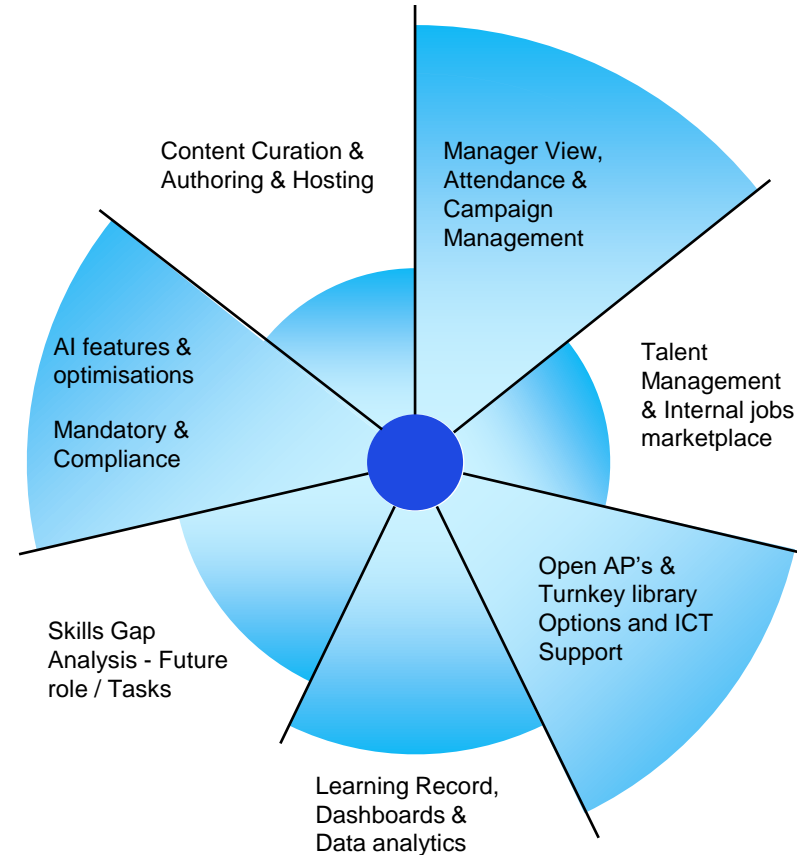 Content Curation &
Authoring & Hosting
Manager View,
Attendance &
Campaign
Management
Talent
Management
& Internal jobs
marketplace
Open AP's &
Turnkey library
Options and ICT
Support
Learning Record,
Dashboards &
Data analytics
Skills Gap
Analysis - Future
role / Tasks
AI features &
optimisations
Mandatory &
Compliance